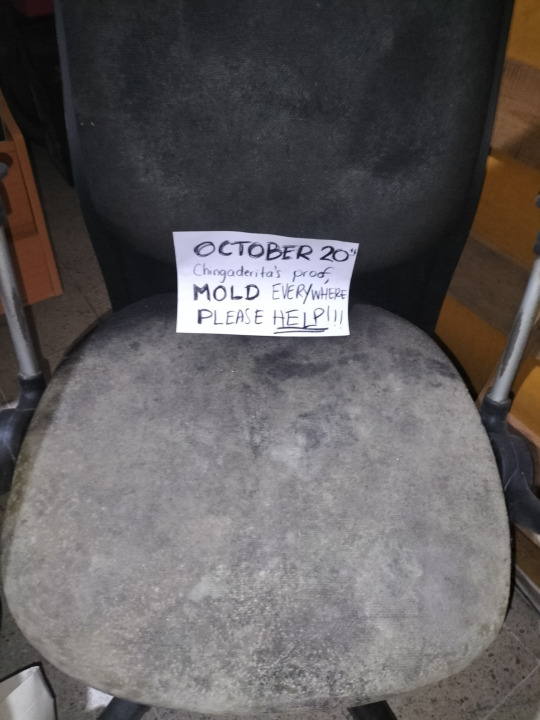 OCTOBER 20th
Chingaderita's proof,
MOLD EVERYWHERE
PLEASE HELP!!!